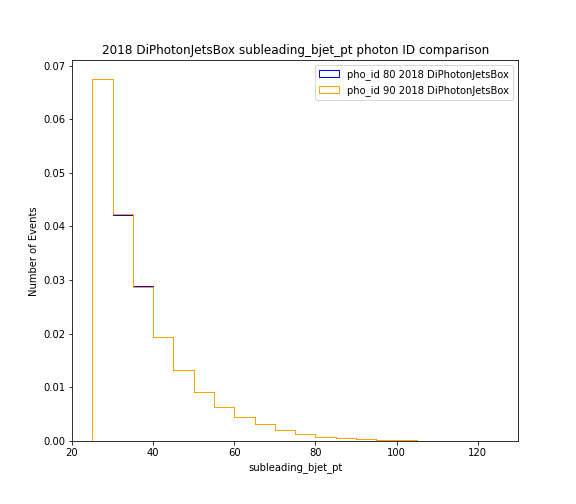 2018 DiPhotonJetsBox subleading_bjet_pt photon ID comparison
pho_id 80 2018 DiPhotonJetsBox
pho_id 90 2018 DiPhotonJetsBox
Number of Events
0.07
0.06
0.05
0.04
0.03
0.02
0.01
0.00
20 40 60 80 100 120
subleading_bjet_pt